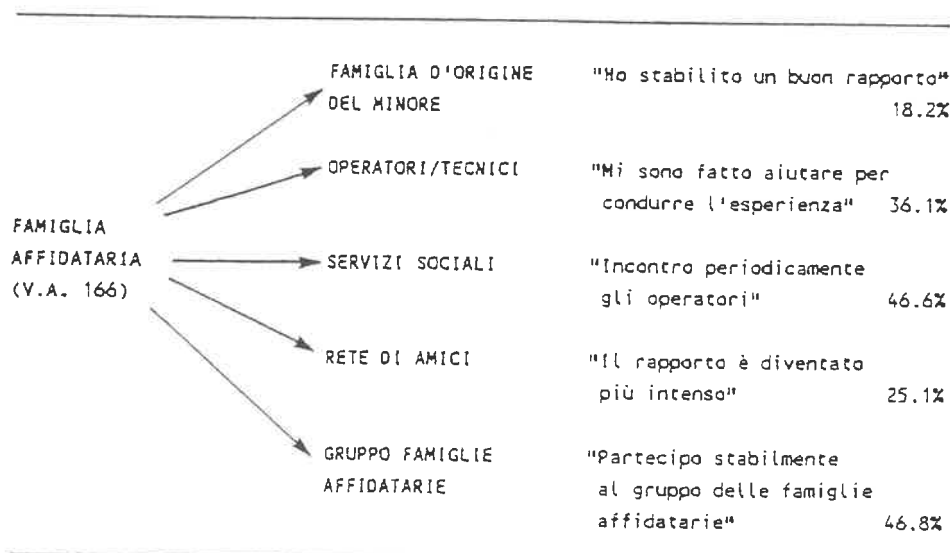 FAMIGLIA D'ORIGINE
DEL MINORE
"Ho stabilito un buon rapporto"
18.2%
OPERATORI/TECNICI
"Mi sono fatto aiutare per
condurre l'esperienza" 36.1%
FAMIGLIA
AFFIDATARIA
(V.A. 166)
SERVIZI SOCIALI
"Incontro periodicamente
gli operatori" 46.6%
RETE DI AMICI
"Il rapporto è diventato
più intenso" 25.1%
GRUPPO FAMIGLIE
AFFIDATARIE
"Partecipo stabilmente
al gruppo delle famiglie
affidatarie" 46.8%